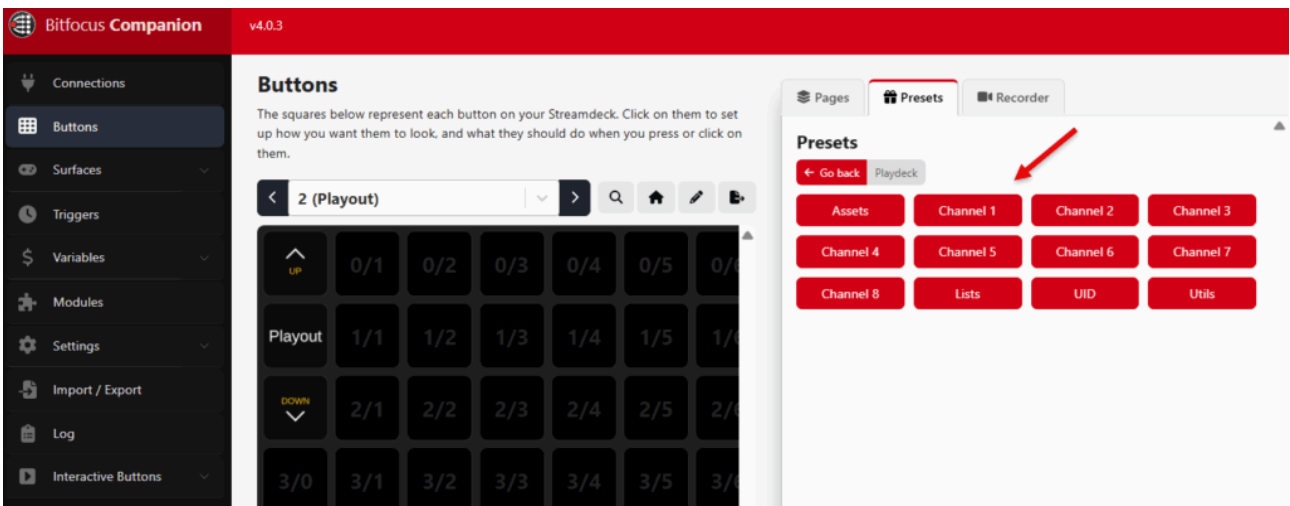 Bitfocus Companion
v4.0.3
Connections
Buttons
Surfaces
Triggers
Variables
Modules
Settings
Import / Export
Log
Interactive Buttons
Buttons
The squares below represent each button on your Streamdeck. Click on them to set
up how you want them to look, and what they should do when you press or click on
them.
2 (Playout)
UP 0/1 0/2 0/3 0/4 0/5
Playout 1/1 1/2 1/3 1/4 1/5
DOWN 2/1 2/2 2/3 2/4 2/5
3/0 3/1 3/2 3/3 3/4 3/5
Pages Presets Recorder
Presets
Go back Playdeck
Assets Channel 1 Channel 2 Channel 3
Channel 4 Channel 5 Channel 6 Channel 7
Channel 8 Lists UID Utils